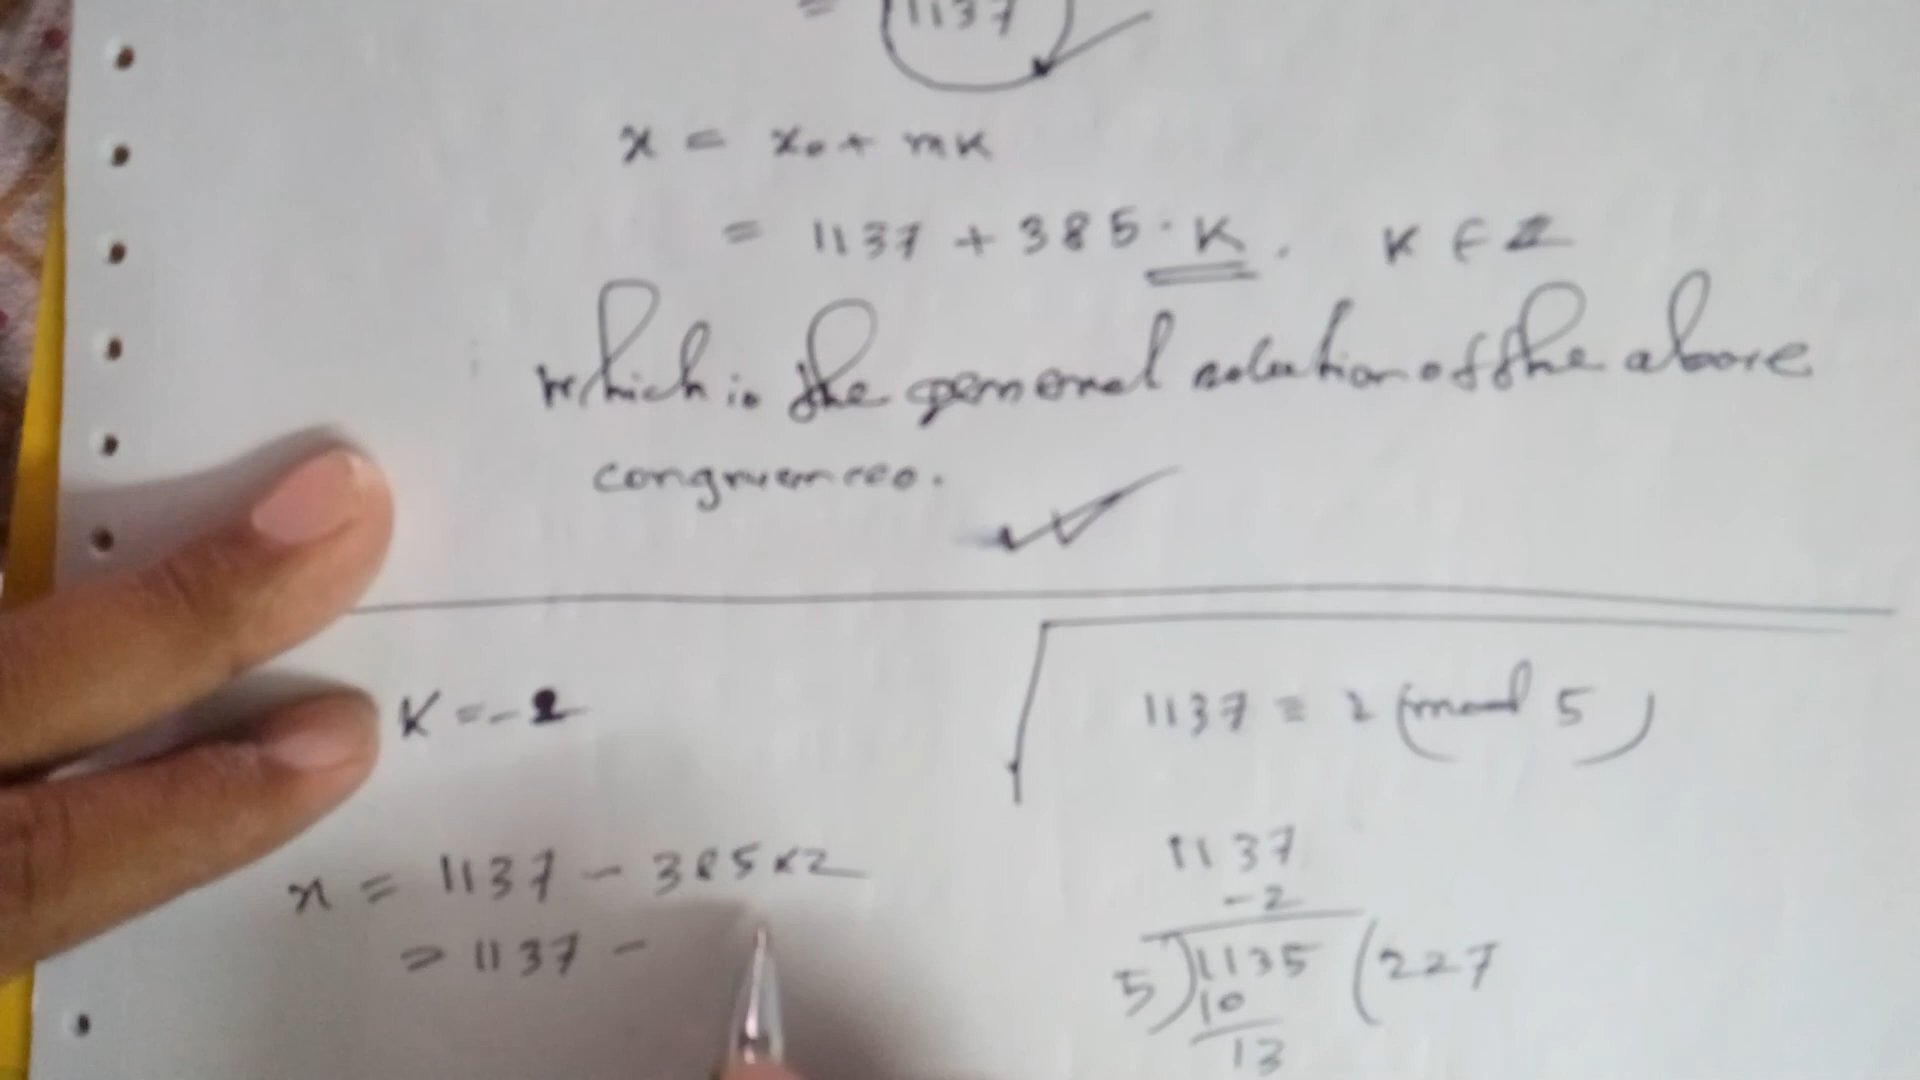 = 1137
x = x₀ + mK
= 1137 + 385 · K. K ∈ Z
which is the general solution of the above
congruences.
K = -2
x = 1137 - 385×2
= 1137 -
1137 ≡ 2 (mod 5)
1137
-2
5) 1135 (227
10
13